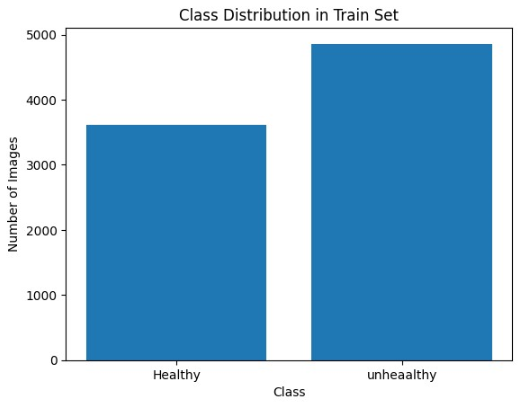 Class Distribution in Train Set
Number of Images
5000
4000
3000
2000
1000
0
Healthy unheaalthy
Class